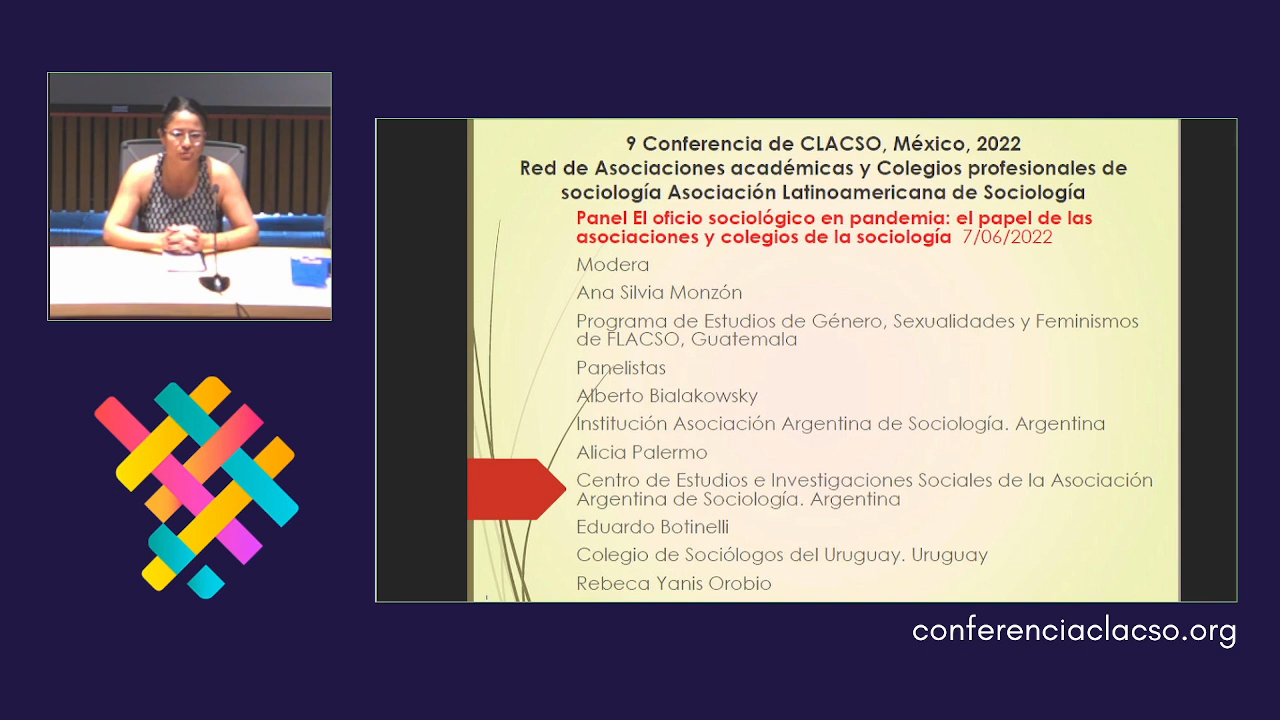 9 Conferencia de CLACSO, México, 2022
Red de Asociaciones académicas y Colegios profesionales de
sociología Asociación Latinoamericana de Sociología
Panel El oficio sociológico en pandemia: el papel de las
asociaciones y colegios de la sociología 7/06/2022
Modera
Ana Silvia Monzón
Programa de Estudios de Género, Sexualidades y Feminismos
de FLACSO, Guatemala
Panelistas
Alberto Bialakowsky
Institución Asociación Argentina de Sociología. Argentina
Alicia Palermo
Centro de Estudios e Investigaciones Sociales de la Asociación
Argentina de Sociología. Argentina
Eduardo Botinelli
Colegio de Sociólogos del Uruguay. Uruguay
Rebeca Yanis Orobio
conferenciaclacso.org